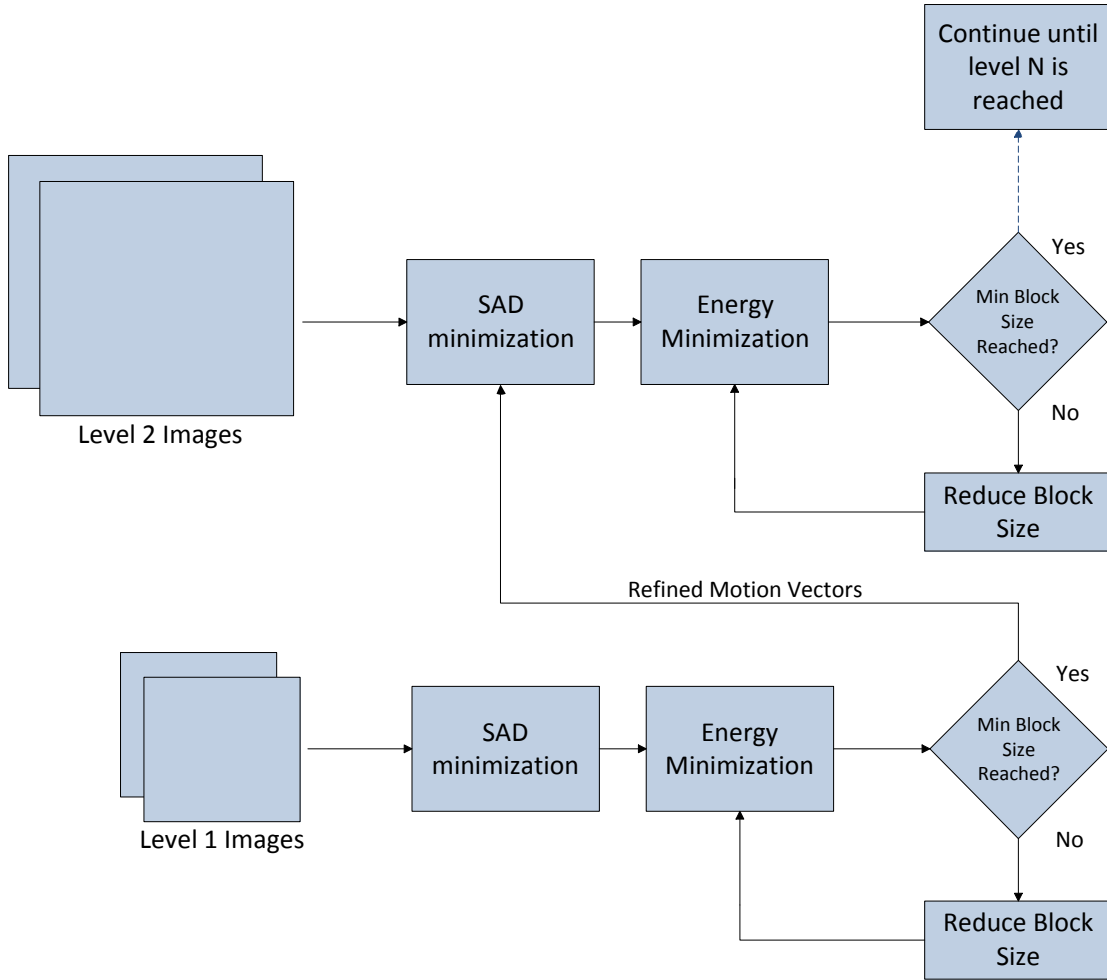 Continue until
level N is
reached
Yes
SAD
minimization
Energy
Minimization
Min Block
Size
Reached?
No
Level 2 Images
Reduce Block
Size
Refined Motion Vectors
Yes
SAD
minimization
Energy
Minimization
Min Block
Size
Reached?
Level 1 Images
No
Reduce Block
Size